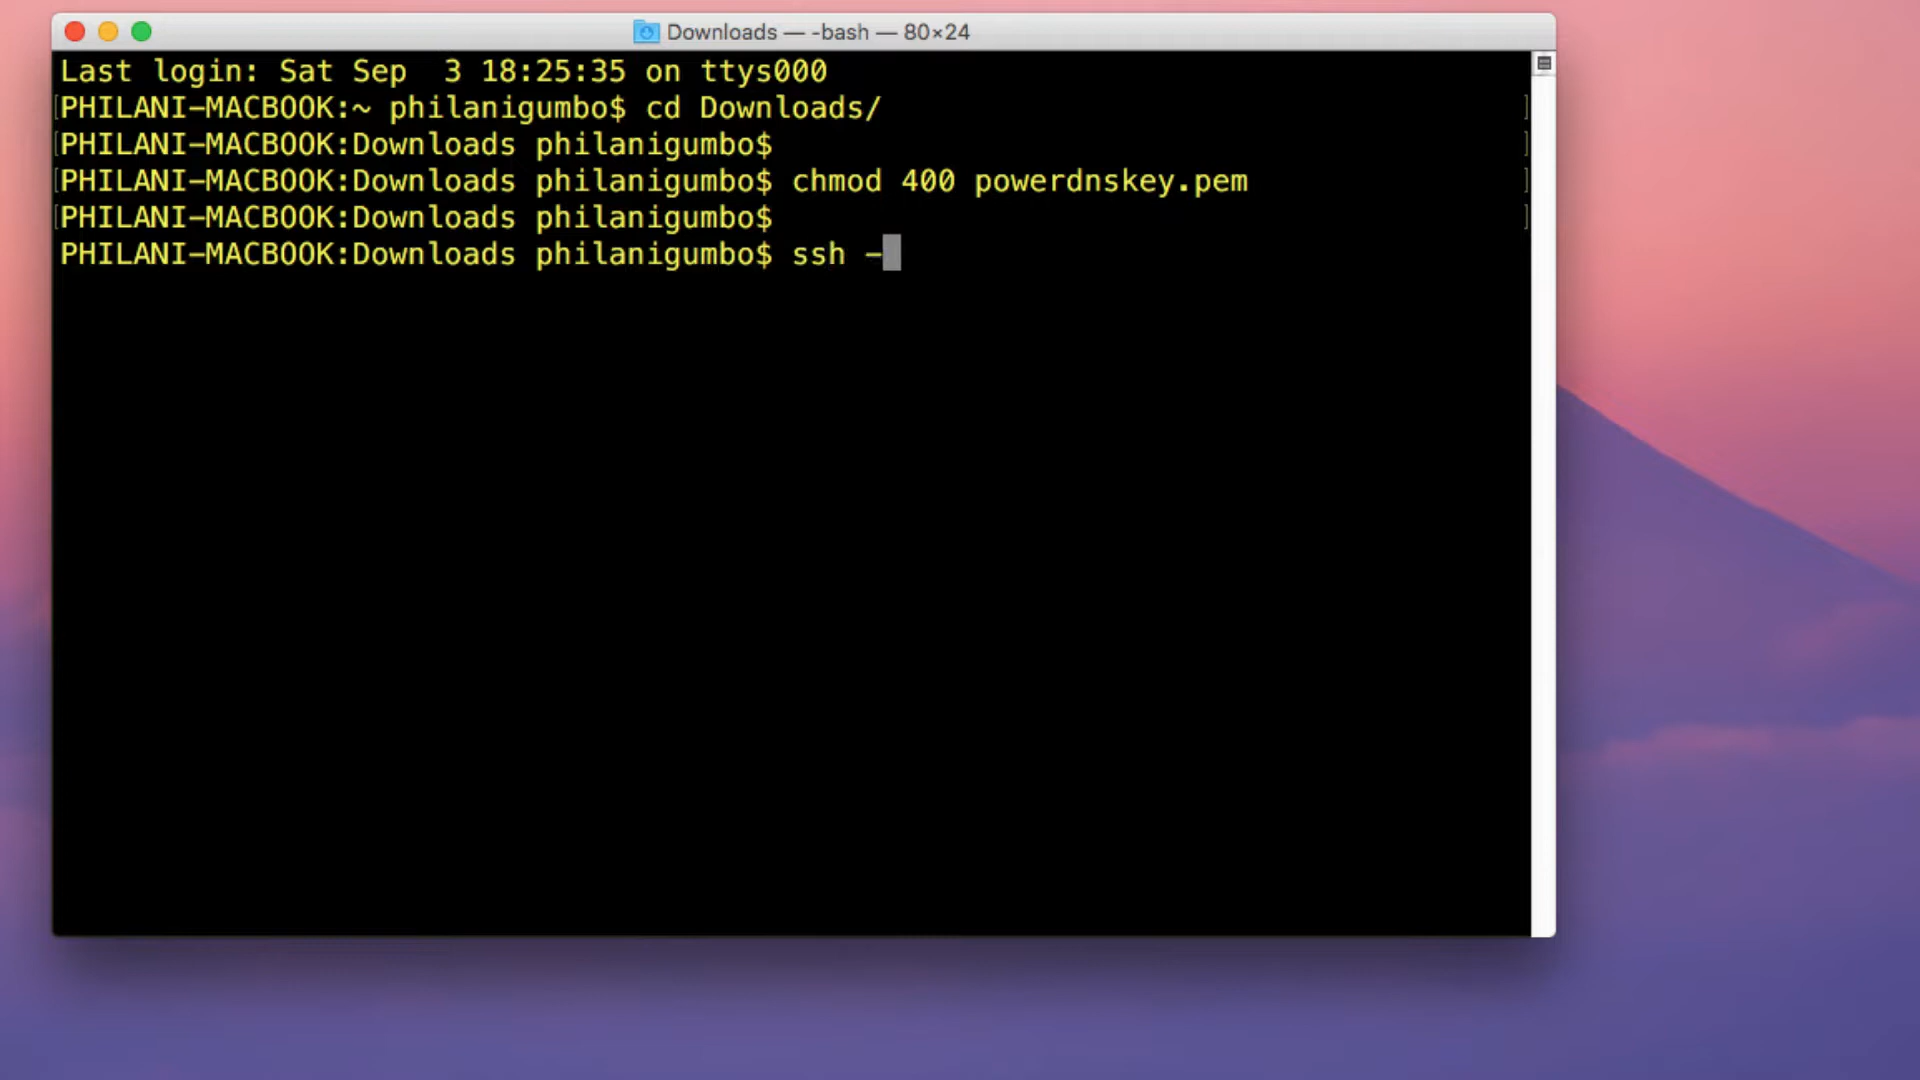 Downloads — -bash — 80×24
Last login: Sat Sep  3 18:25:35 on ttys000
[PHILANI-MACBOOK:~ philanigumbo$ cd Downloads/ ]
[PHILANI-MACBOOK:Downloads philanigumbo$ ]
[PHILANI-MACBOOK:Downloads philanigumbo$ chmod 400 powerdnskey.pem ]
[PHILANI-MACBOOK:Downloads philanigumbo$ ]
PHILANI-MACBOOK:Downloads philanigumbo$ ssh -